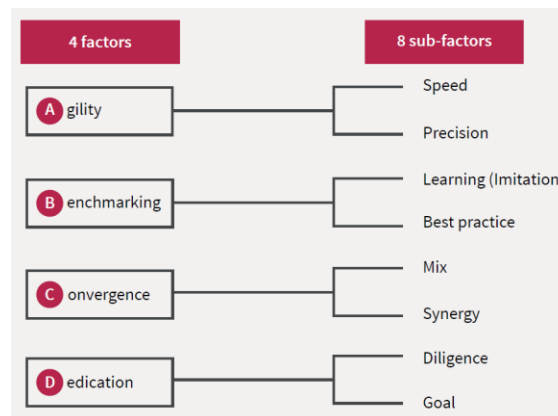 4 factors
8 sub-factors
A gility
Speed
Precision
B enchmarking
Learning (Imitation
Best practice
C onvergence
Mix
Synergy
D edication
Diligence
Goal